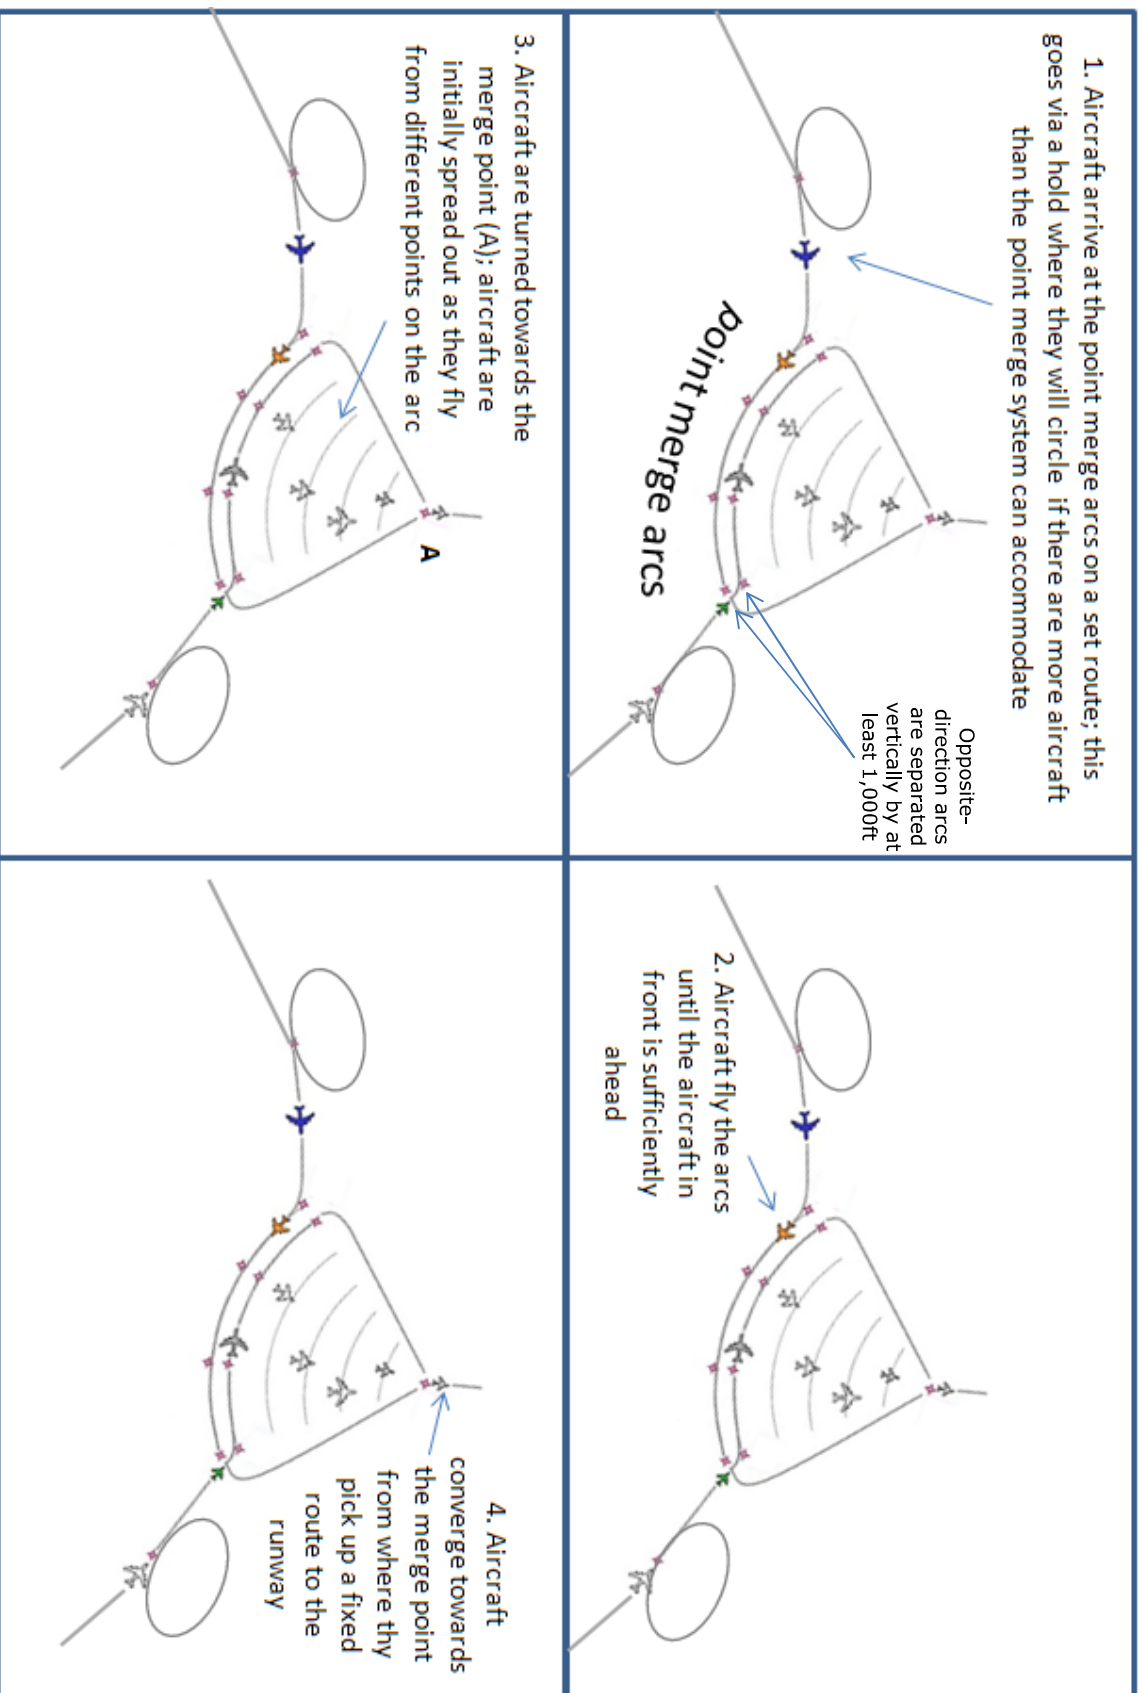 1. Aircraft arrive at the point merge arcs on a set route; this
goes via a hold where they will circle if there are more aircraft
than the point merge system can accommodate
Opposite-
direction arcs
are separated
vertically by at
least 1,000ft
point merge arcs
2. Aircraft fly the arcs
until the aircraft in
front is sufficiently
ahead
3. Aircraft are turned towards the
merge point (A); aircraft are
initially spread out as they fly
from different points on the arc
A
4. Aircraft
converge towards
the merge point
from where thy
pick up a fixed
route to the
runway